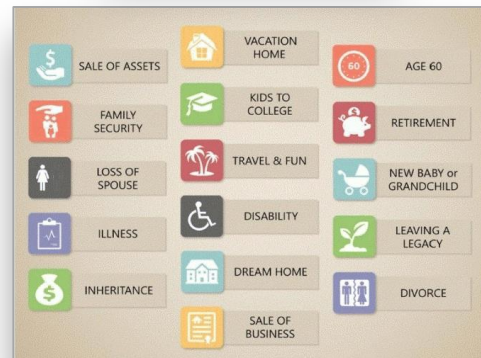 SALE OF ASSETS
FAMILY
SECURITY
LOSS OF
SPOUSE
ILLNESS
INHERITANCE
VACATION
HOME
KIDS TO
COLLEGE
TRAVEL & FUN
DISABILITY
DREAM HOME
SALE OF
BUSINESS
60
AGE 60
RETIREMENT
NEW BABY or
GRANDCHILD
LEAVING A
LEGACY
DIVORCE